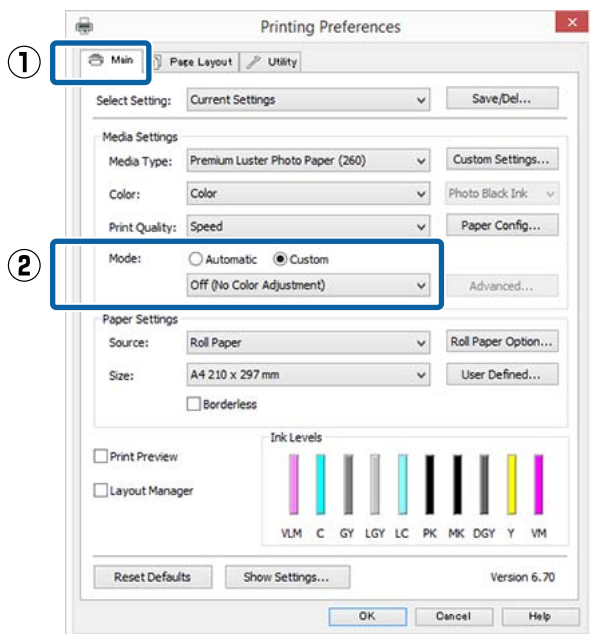 Printing Preferences
①
Main Page Layout Utility
Select Setting: Current Settings Save/Del...
Media Settings
Media Type: Premium Luster Photo Paper (260) Custom Settings...
Color: Color Photo Black Ink
Print Quality: Speed Paper Config...
②
Mode: Automatic Custom
Off (No Color Adjustment) Advanced...
Paper Settings
Source: Roll Paper Roll Paper Option...
Size: A4 210 x 297 mm User Defined...
Borderless
Ink Levels
Print Preview
Layout Manager
VLM C GY LGY LC PK MK DGY Y VM
Reset Defaults Show Settings... Version 6.70
OK Cancel Help